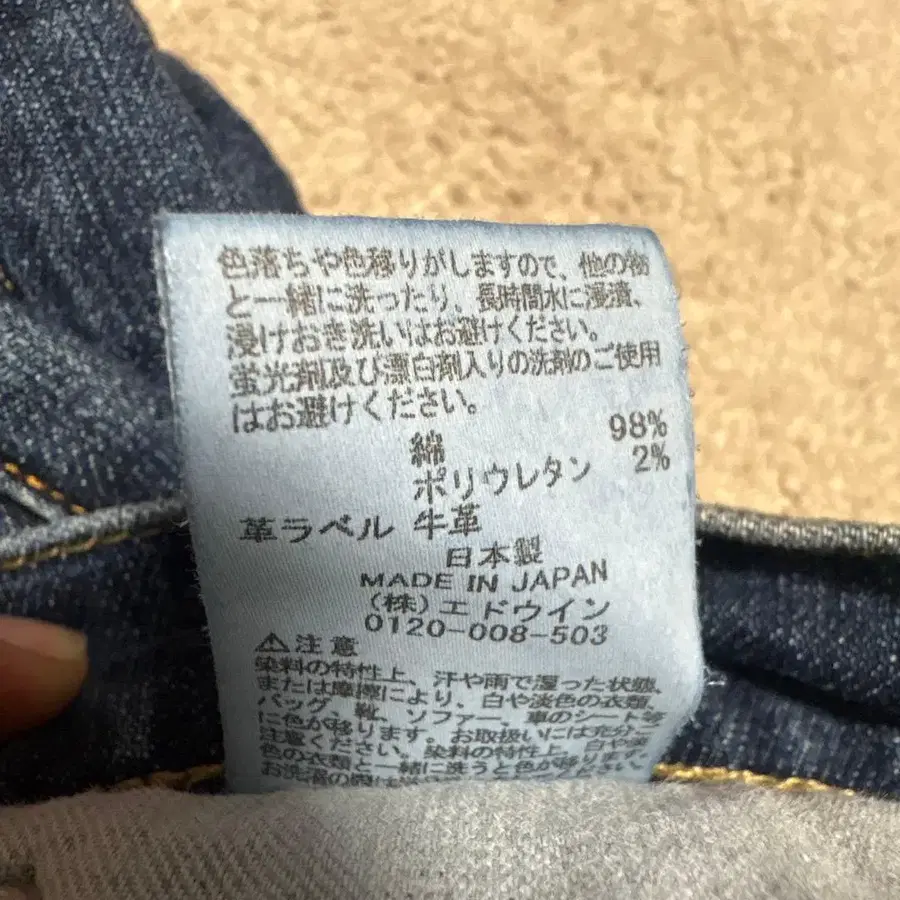 色落ちや色移りがしますので、他の物
と一緒に洗ったり、長時間水に浸漬、
浸けおき洗いはお避けください。
蛍光剤及び漂白剤入りの洗剤のご使用
はお避けください。
綿 98%
ポリウレタン 2%
革ラベル 牛革
日本製
MADE IN JAPAN
(株)エドウイン
0120-008-503
⚠注意
染料の特性上、汗や雨で湿った状態、
または摩擦により、白や淡色の衣類、
バッグ、靴、ソファー、車のシート等
に色が移ります。お取扱いには充分ご
注意ください。染料の特性上、白や淡
色の衣類と一緒に洗うと色が移ります